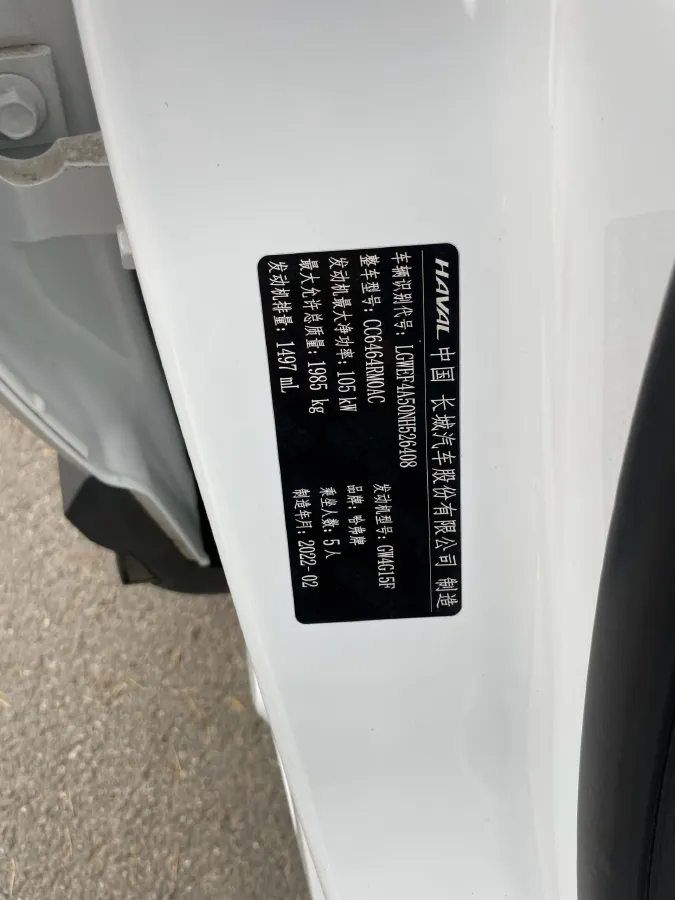 HAVAL 中国 长城汽车股份有限公司 制造
车辆识别代号: LGWEF4A50NH526408
整车型号: CC6464RM0AC 发动机型号: GW4G15F
发动机最大净功率: 105 kW 品牌: 哈弗牌
最大允许总质量: 1985 kg 乘坐人数: 5 人
发动机排量: 1497 mL 制造年月: 2022-02